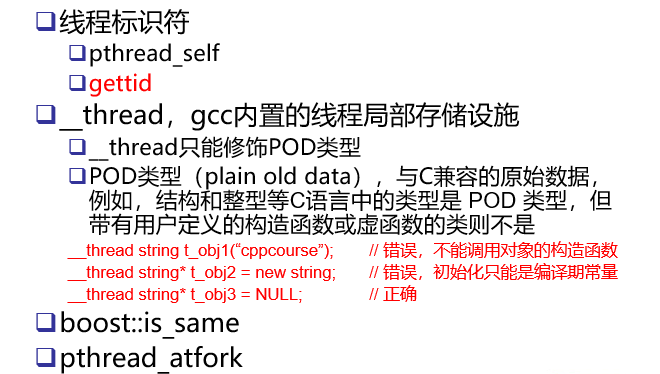 线程标识符
pthread_self
gettid
__thread，gcc内置的线程局部存储设施
__thread只能修饰POD类型
POD类型（plain old data），与C兼容的原始数据，
例如，结构和整型等C语言中的类型是 POD 类型，但
带有用户定义的构造函数或虚函数的类则不是
__thread string t_obj1(“cppcourse”); // 错误，不能调用对象的构造函数
__thread string* t_obj2 = new string; // 错误，初始化只能是编译期常量
__thread string* t_obj3 = NULL; // 正确
boost::is_same
pthread_atfork